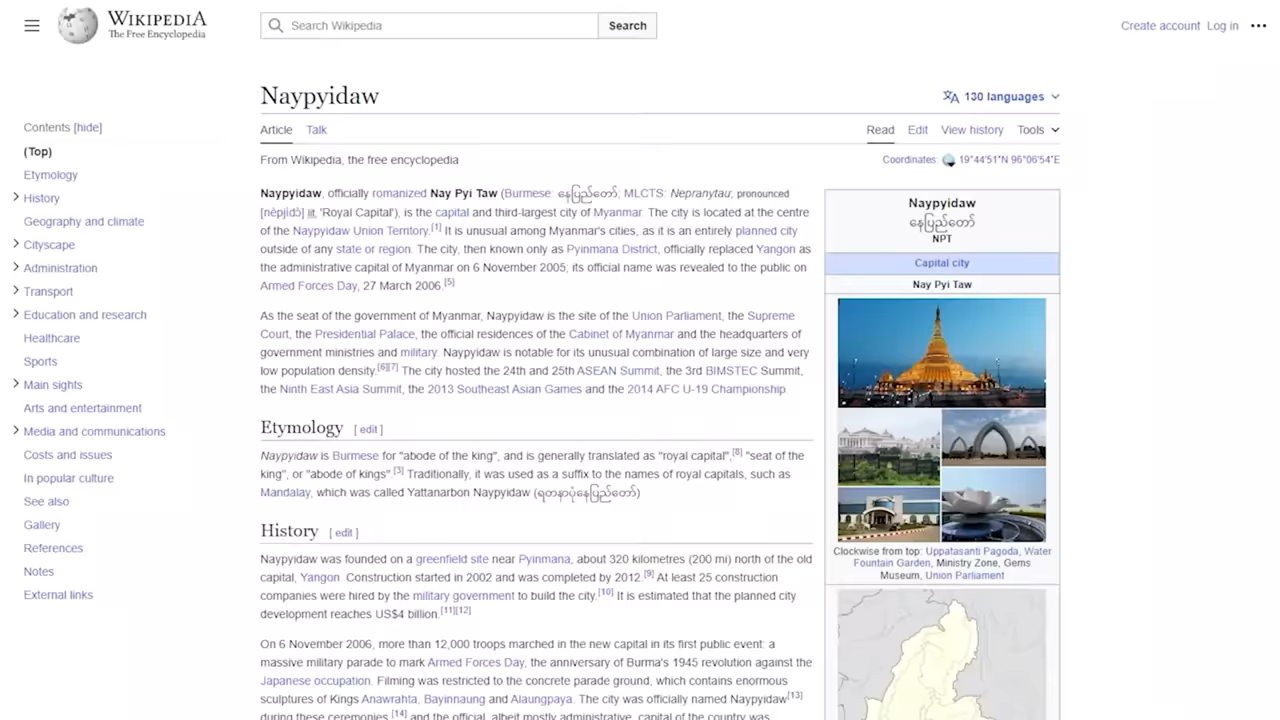 WIKIPEDIA
The Free Encyclopedia
Search Wikipedia
Search
Create account Log in
Naypyidaw
130 languages
Article Talk
Read Edit View history Tools
From Wikipedia, the free encyclopedia
Coordinates: 19°44′51″N 96°06′54″E
Contents [hide]
(Top)
Etymology
History
Geography and climate
Cityscape
Administration
Transport
Education and research
Healthcare
Sports
Main sights
Arts and entertainment
Media and communications
Costs and issues
In popular culture
See also
Gallery
References
Notes
External links
Naypyidaw, officially romanized Nay Pyi Taw (Burmese: နေပြည်တော်; MLCTS: Nepranytau; pronounced
[nèpjìdɔ̀] lit. 'Royal Capital'), is the capital and third-largest city of Myanmar. The city is located at the centre
of the Naypyidaw Union Territory.[1] It is unusual among Myanmar's cities, as it is an entirely planned city
outside of any state or region. The city, then known only as Pyinmana District, officially replaced Yangon as
the administrative capital of Myanmar on 6 November 2005; its official name was revealed to the public on
Armed Forces Day, 27 March 2006.[5]
As the seat of the government of Myanmar, Naypyidaw is the site of the Union Parliament, the Supreme
Court, the Presidential Palace, the official residences of the Cabinet of Myanmar and the headquarters of
government ministries and military. Naypyidaw is notable for its unusual combination of large size and very
low population density.[6][7] The city hosted the 24th and 25th ASEAN Summit, the 3rd BIMSTEC Summit,
the Ninth East Asia Summit, the 2013 Southeast Asian Games and the 2014 AFC U-19 Championship.
Etymology [ edit ]
Naypyidaw is Burmese for "abode of the king", and is generally translated as "royal capital",[8] "seat of the
king", or "abode of kings".[3] Traditionally, it was used as a suffix to the names of royal capitals, such as
Mandalay, which was called Yattanarbon Naypyidaw (ရတနာပုံနေပြည်တော်)
History [ edit ]
Naypyidaw was founded on a greenfield site near Pyinmana, about 320 kilometres (200 mi) north of the old
capital, Yangon. Construction started in 2002 and was completed by 2012.[9] At least 25 construction
companies were hired by the military government to build the city.[10] It is estimated that the planned city
development reaches US$4 billion.[11][12]
On 6 November 2006, more than 12,000 troops marched in the new capital in its first public event: a
massive military parade to mark Armed Forces Day, the anniversary of Burma's 1945 revolution against the
Japanese occupation. Filming was restricted to the concrete parade ground, which contains enormous
sculptures of Kings Anawrahta, Bayinnaung and Alaungpaya. The city was officially named Naypyidaw[13]
during these ceremonies,[14] and the official, albeit mostly administrative, capital of the country was
Naypyidaw
နေပြည်တော်
NPT
Capital city
Nay Pyi Taw
Clockwise from top: Uppatasanti Pagoda, Water
Fountain Garden, Ministry Zone, Gems
Museum, Union Parliament